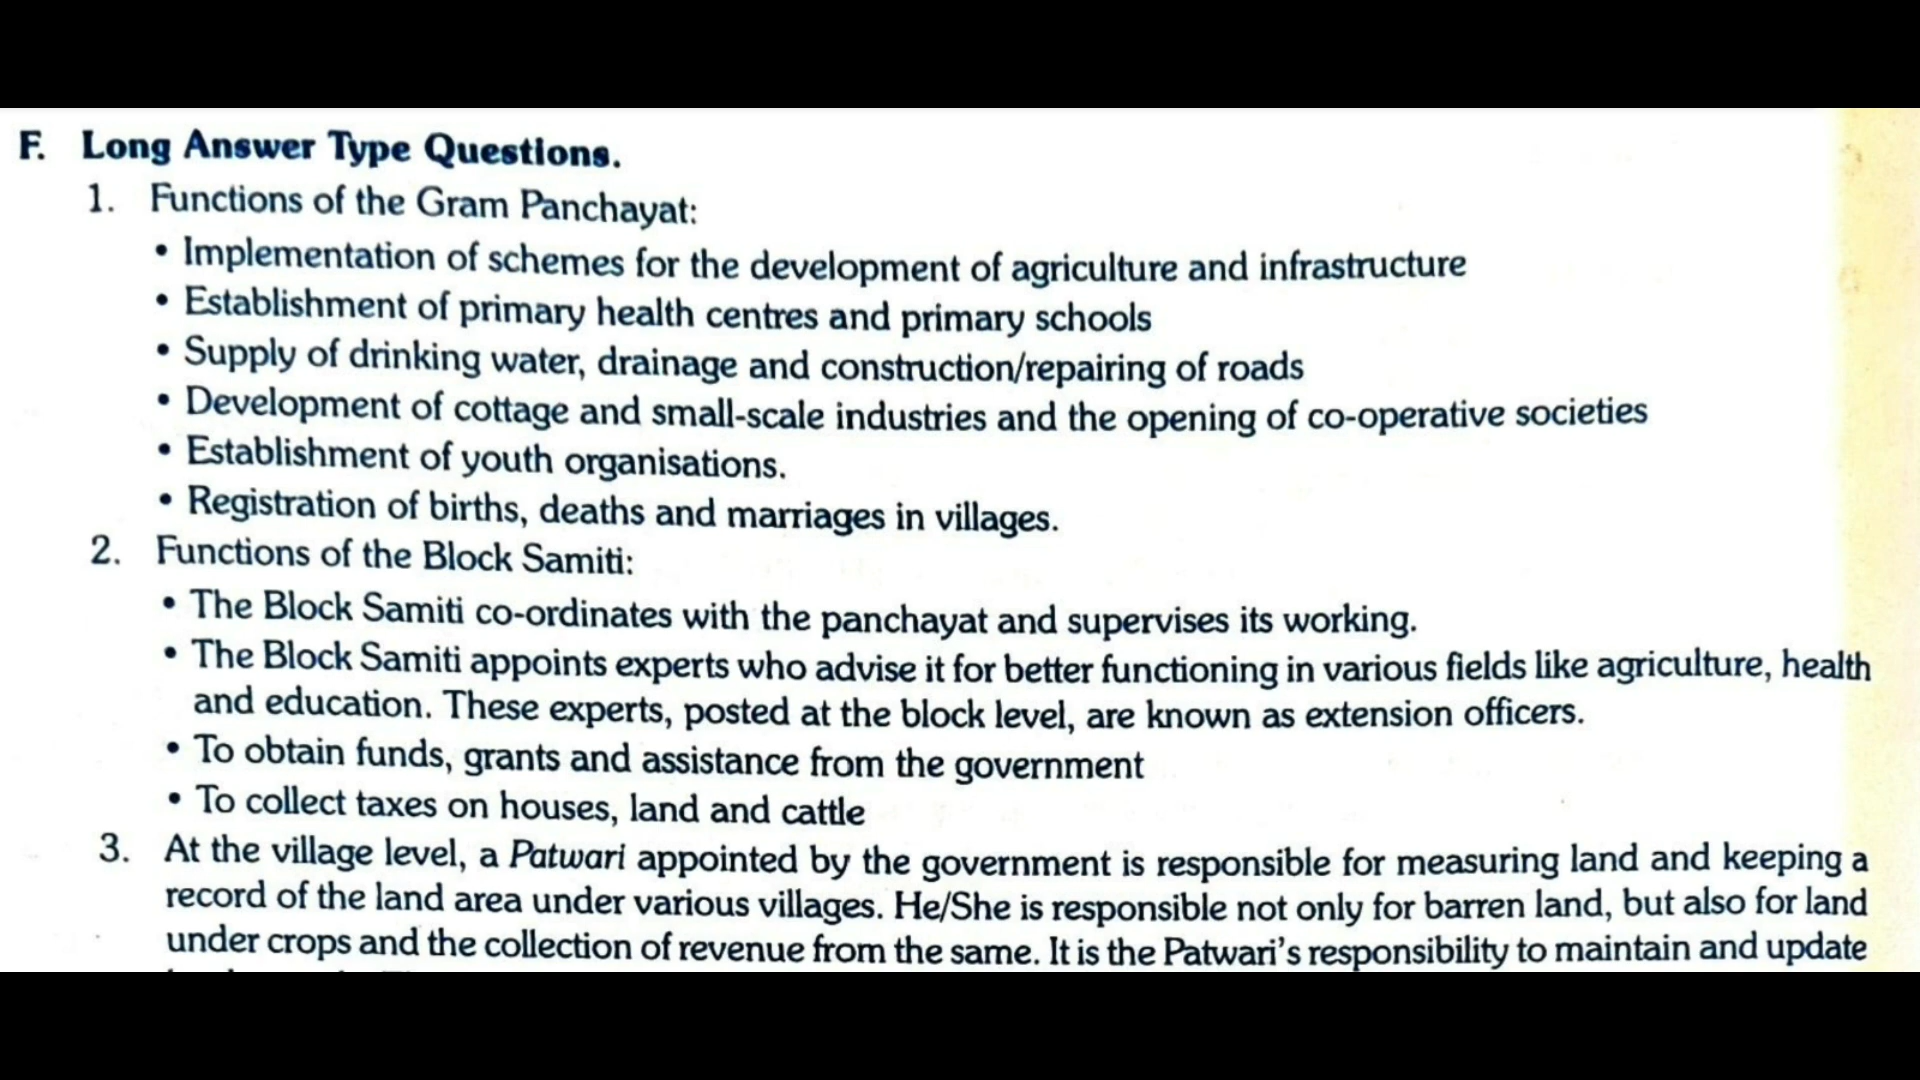 F. Long Answer Type Questions.
1. Functions of the Gram Panchayat:
• Implementation of schemes for the development of agriculture and infrastructure
• Establishment of primary health centres and primary schools
• Supply of drinking water, drainage and construction/repairing of roads
• Development of cottage and small-scale industries and the opening of co-operative societies
• Establishment of youth organisations.
• Registration of births, deaths and marriages in villages.
2. Functions of the Block Samiti:
• The Block Samiti co-ordinates with the panchayat and supervises its working.
• The Block Samiti appoints experts who advise it for better functioning in various fields like agriculture, health
and education. These experts, posted at the block level, are known as extension officers.
• To obtain funds, grants and assistance from the government
• To collect taxes on houses, land and cattle
3. At the village level, a Patwari appointed by the government is responsible for measuring land and keeping a
record of the land area under various villages. He/She is responsible not only for barren land, but also for land
under crops and the collection of revenue from the same. It is the Patwari's responsibility to maintain and update